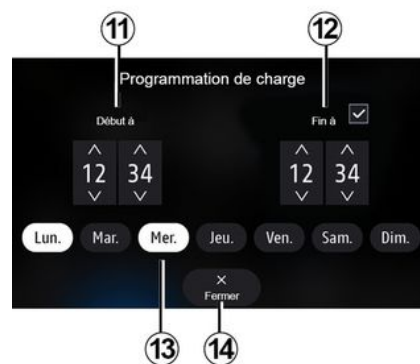 11 12
Programmation de charge
Début à Fin à
12 34 12 34
Lun. Mar. Mer. Jeu. Ven. Sam. Dim.
Fermer
13 14